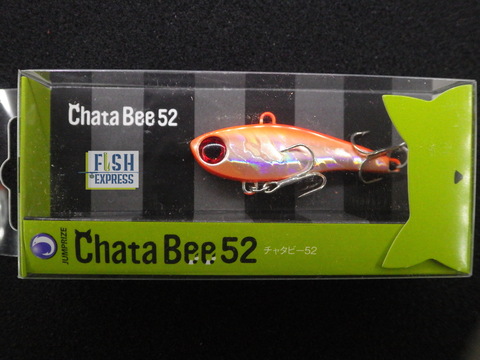 Chata Bee 52
FISH
EXPRESS
JUMPRIZE
Chata Bee 52
チャタビー52